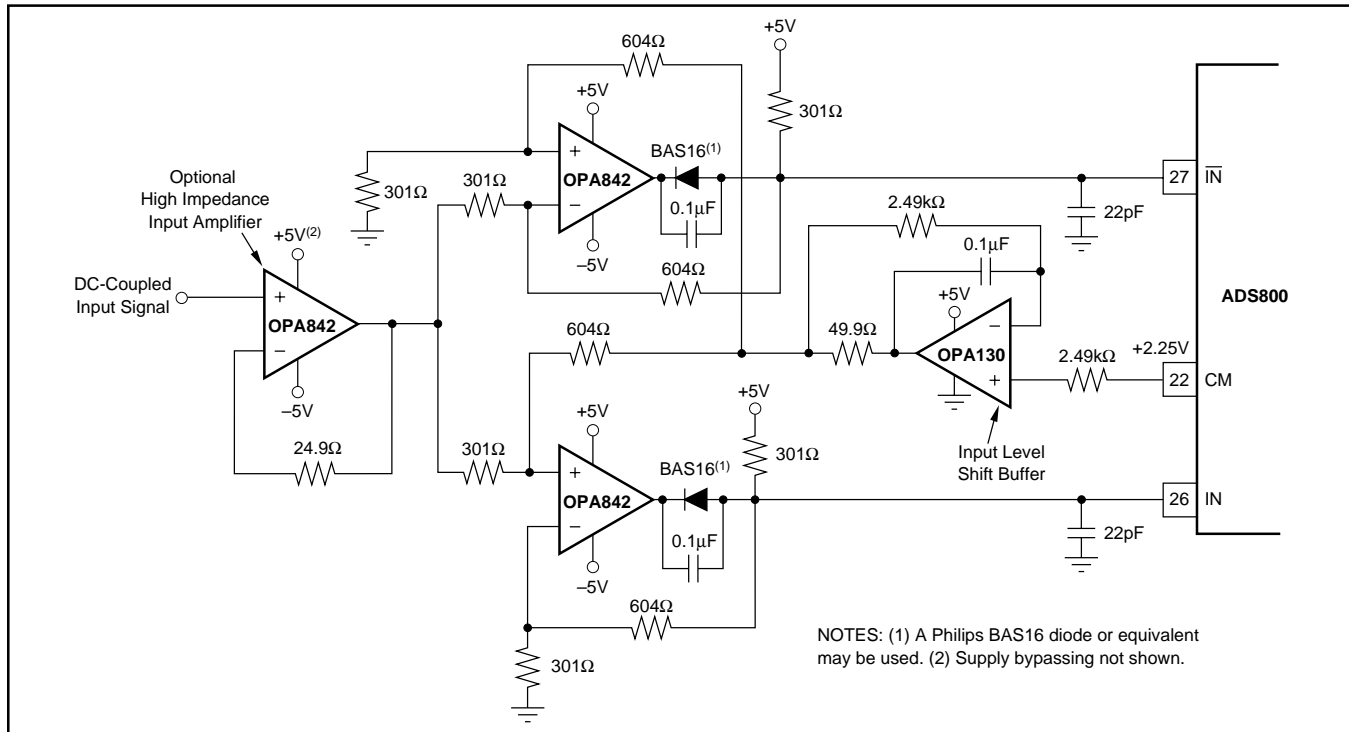 +5V
604Ω
+5V
301Ω
BAS16(1)
+
OPA842
−
−5V
0.1µF
301Ω
301Ω
604Ω
Optional
High Impedance
Input Amplifier
+5V(2)
DC-Coupled
Input Signal
+
OPA842
−
−5V
24.9Ω
27
IN
22pF
2.49kΩ
0.1µF
+5V
−
OPA130
+
49.9Ω
604Ω
ADS800
+2.25V
2.49kΩ
22
CM
Input Level
Shift Buffer
+5V
+5V
301Ω
301Ω
BAS16(1)
+
OPA842
−
−5V
0.1µF
604Ω
301Ω
26
IN
22pF
NOTES: (1) A Philips BAS16 diode or equivalent
may be used. (2) Supply bypassing not shown.